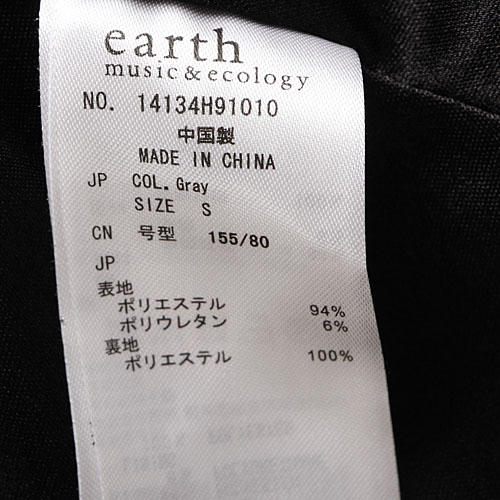 earth
music&ecology
NO. 14134H91010
中国製
MADE IN CHINA
JP COL. Gray
SIZE S
CN 号型 155/80
JP
表地
ポリエステル 94%
ポリウレタン 6%
裏地
ポリエステル 100%